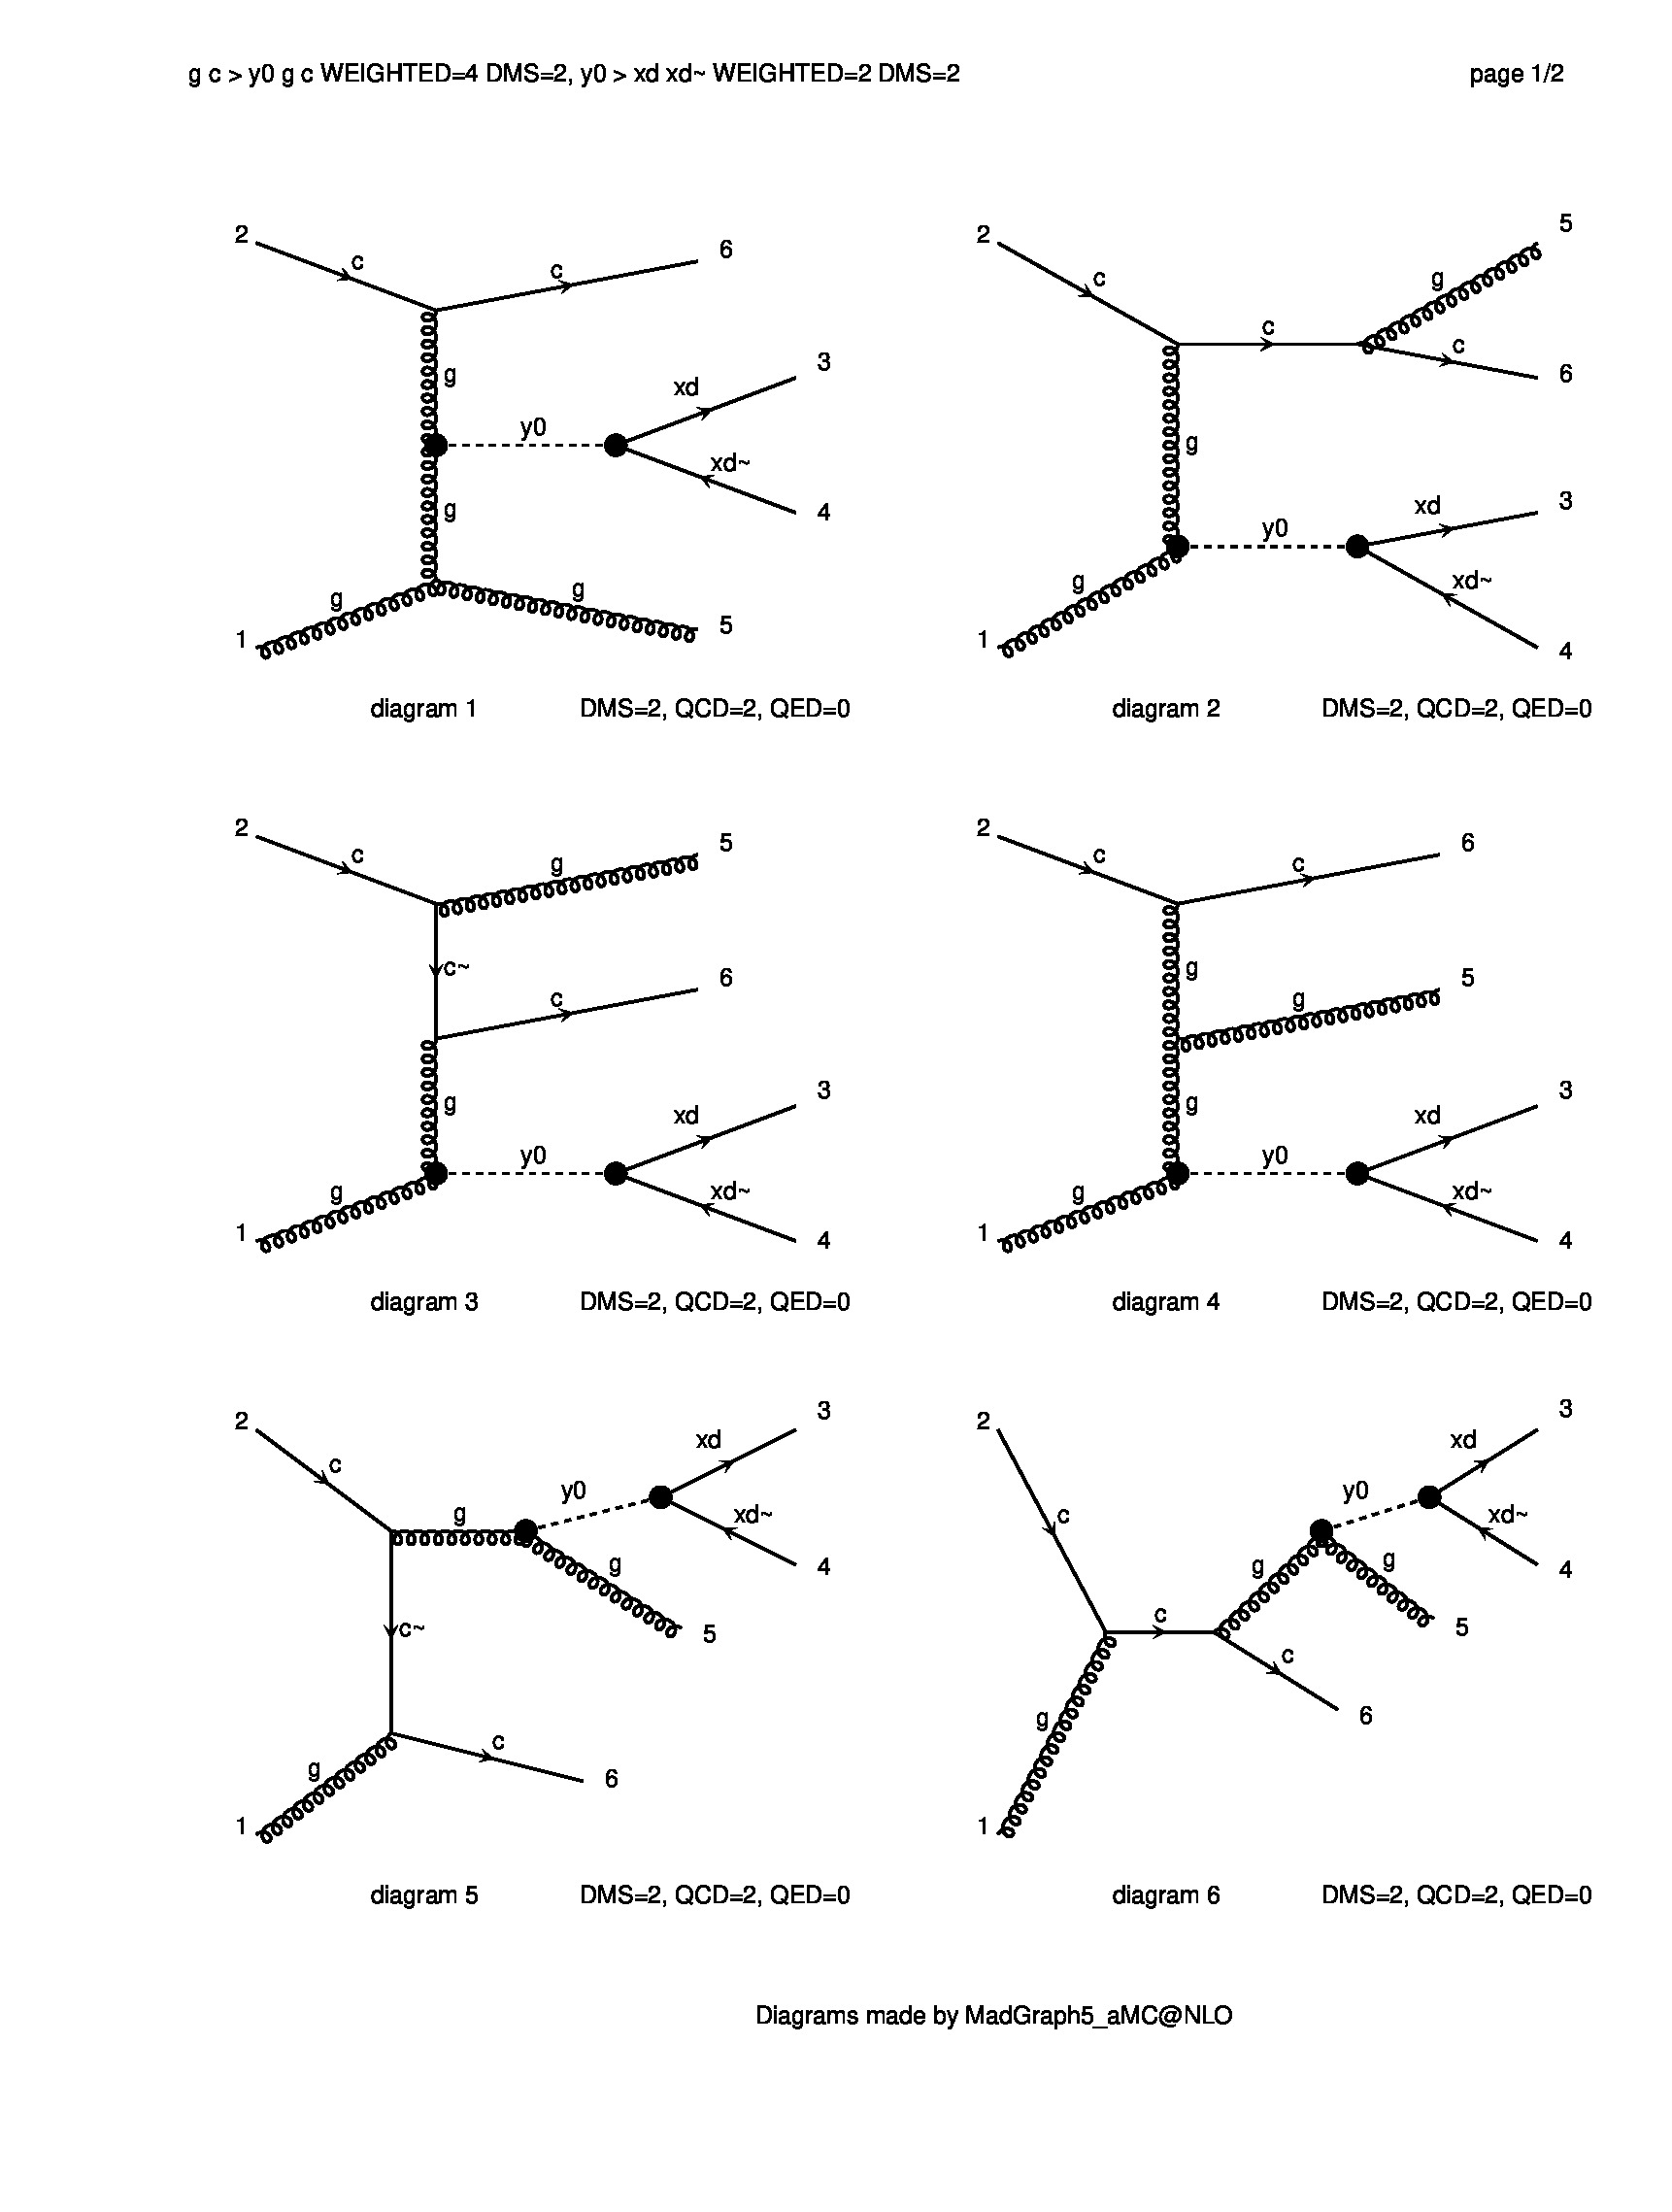 g c > y0 g c WEIGHTED=4 DMS=2, y0 > xd xd~ WEIGHTED=2 DMS=2 page 1/2
2 c c 6
g
y0 xd 3
xd~ 4
g
1 g g 5
diagram 1 DMS=2, QCD=2, QED=0
2 c c g 5
c 6
g
y0 xd 3
xd~ 4
g 1
diagram 2 DMS=2, QCD=2, QED=0
2 c g 5
c~
c 6
g
y0 xd 3
xd~ 4
g 1
diagram 3 DMS=2, QCD=2, QED=0
2 c c 6
g
g 5
g
y0 xd 3
xd~ 4
g 1
diagram 4 DMS=2, QCD=2, QED=0
2 c g y0 xd 3
xd~ 4
g 5
c~
c 6
g 1
diagram 5 DMS=2, QCD=2, QED=0
2 c y0 xd 3
xd~ 4
g g 5
c c 6
g 1
diagram 6 DMS=2, QCD=2, QED=0
Diagrams made by MadGraph5_aMC@NLO